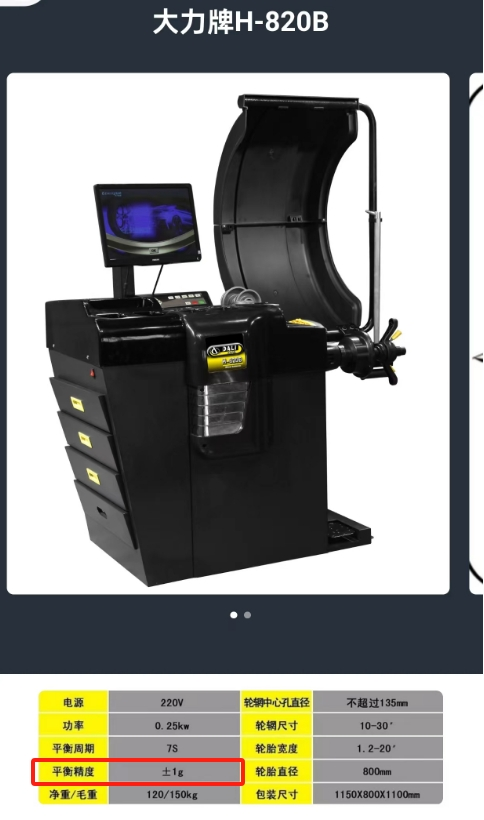 大力牌H-820B
DALI
电源 220V 轮辋中心孔直径 不超过135mm
功率 0.25kw 轮辋尺寸 10-30″
平衡周期 7S 轮胎宽度 1.2-20″
平衡精度 ±1g 轮胎直径 800mm
净重/毛重 120/150kg 包装尺寸 1150X800X1100mm